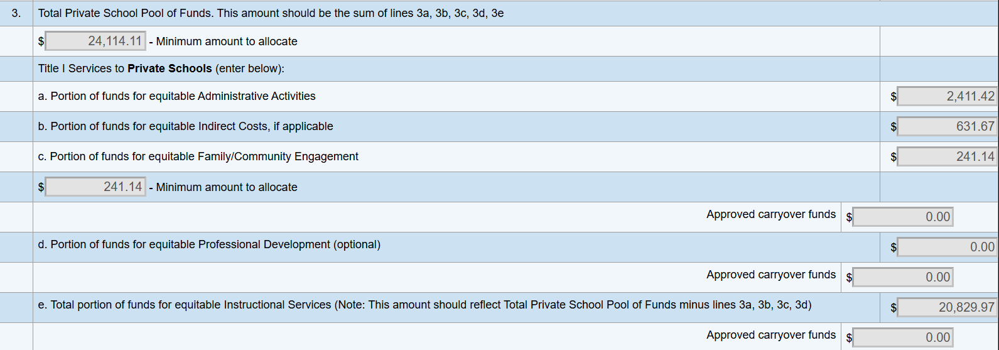 3. Total Private School Pool of Funds. This amount should be the sum of lines 3a, 3b, 3c, 3d, 3e
$ 24,114.11 - Minimum amount to allocate
Title I Services to Private Schools (enter below):
a. Portion of funds for equitable Administrative Activities $ 2,411.42
b. Portion of funds for equitable Indirect Costs, if applicable $ 631.67
c. Portion of funds for equitable Family/Community Engagement $ 241.14
$ 241.14 - Minimum amount to allocate
Approved carryover funds $ 0.00
d. Portion of funds for equitable Professional Development (optional) $ 0.00
Approved carryover funds $ 0.00
e. Total portion of funds for equitable Instructional Services (Note: This amount should reflect Total Private School Pool of Funds minus lines 3a, 3b, 3c, 3d) $ 20,829.97
Approved carryover funds $ 0.00